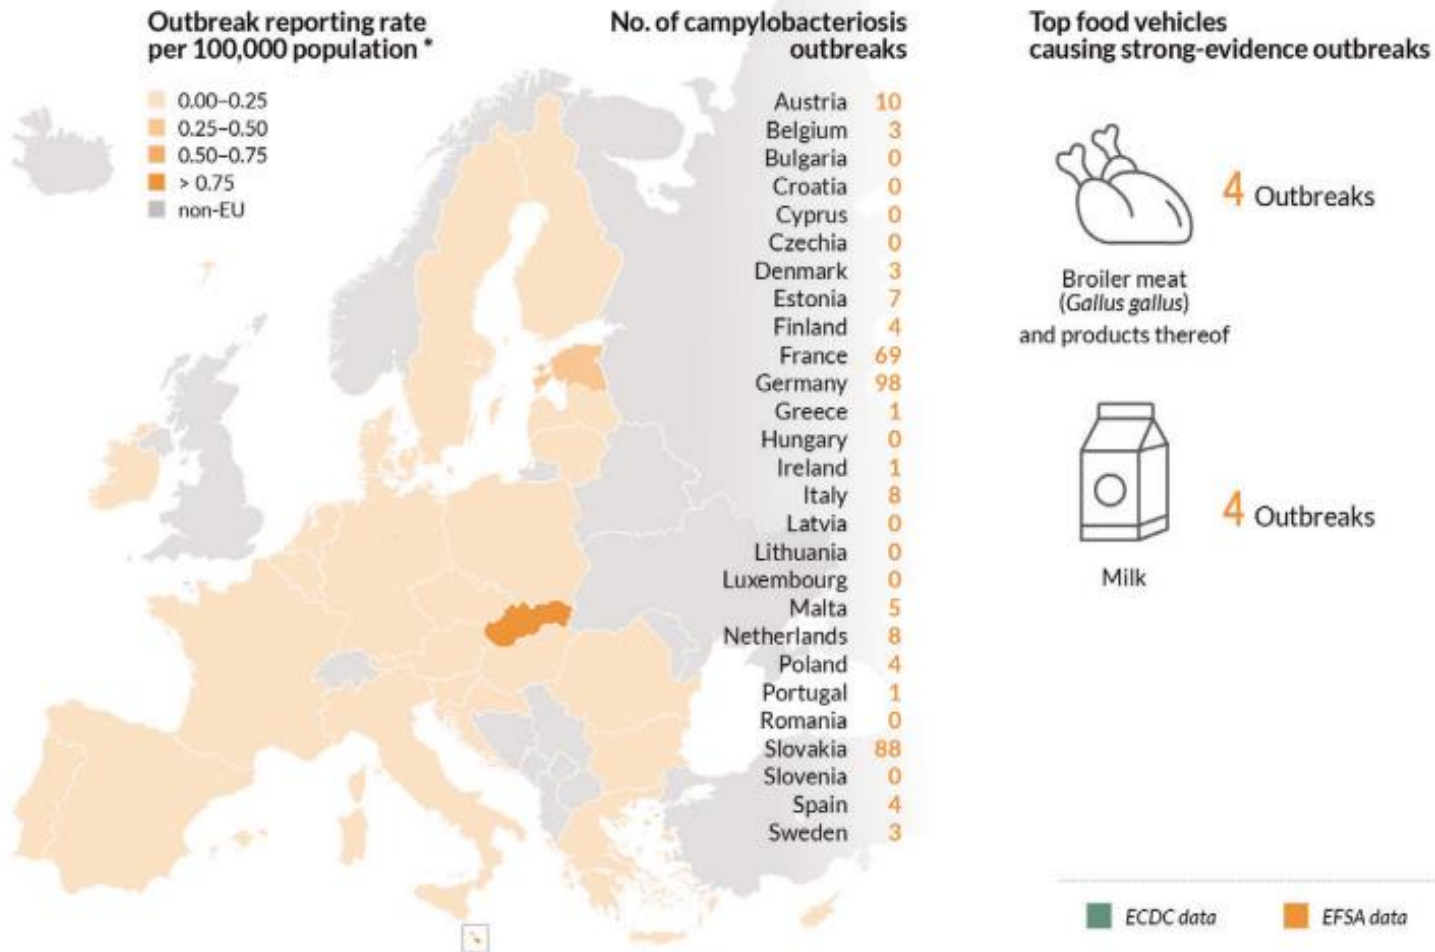 Outbreak reporting rate
per 100,000 population *
0.00–0.25
0.25–0.50
0.50–0.75
> 0.75
non-EU
No. of campylobacteriosis
outbreaks
Austria 10
Belgium 3
Bulgaria 0
Croatia 0
Cyprus 0
Czechia 0
Denmark 3
Estonia 7
Finland 4
France 69
Germany 98
Greece 1
Hungary 0
Ireland 1
Italy 8
Latvia 0
Lithuania 0
Luxembourg 0
Malta 5
Netherlands 8
Poland 4
Portugal 1
Romania 0
Slovakia 88
Slovenia 0
Spain 4
Sweden 3
Top food vehicles
causing strong-evidence outbreaks
4 Outbreaks
Broiler meat
(Gallus gallus)
and products thereof
4 Outbreaks
Milk
ECDC data
EFSA data